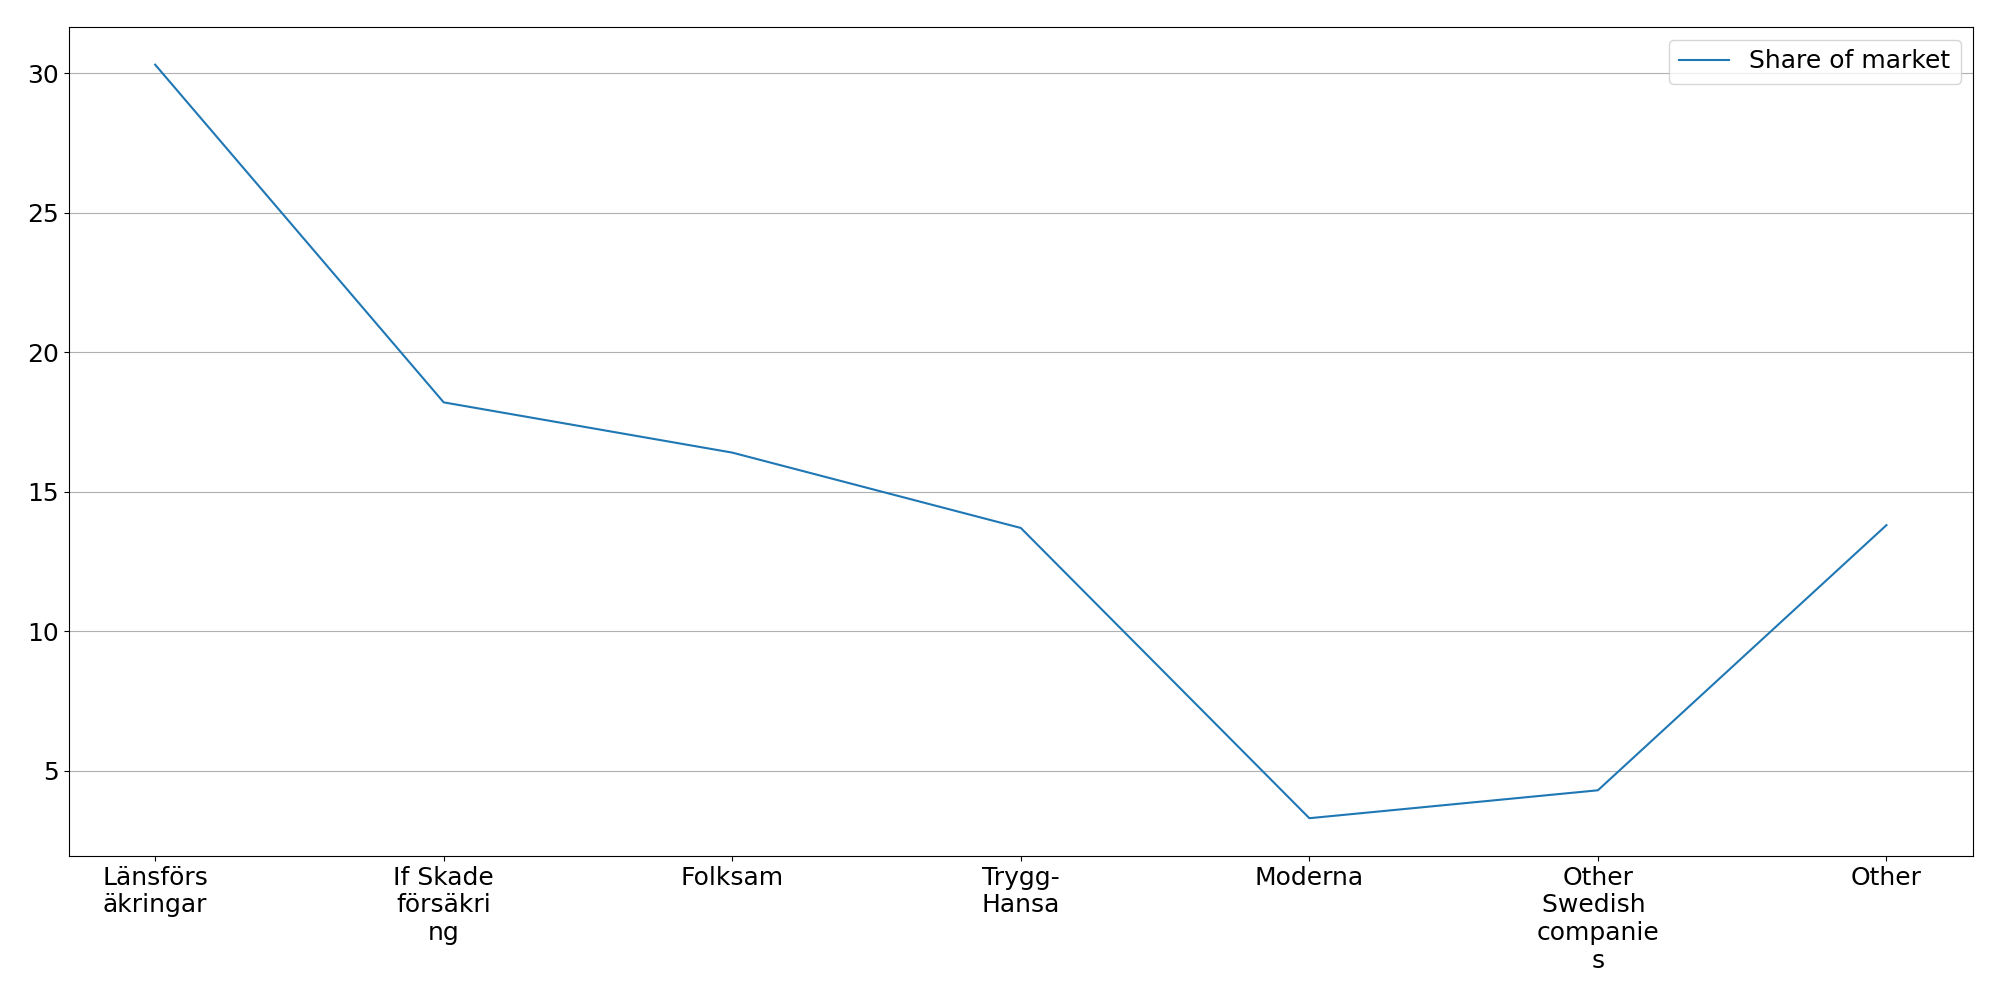 Share of market
30
25
20
15
10
5
Länsförs
äkringar
If Skade
försäkri
ng
Folksam
Trygg-
Hansa
Moderna
Other
Swedish
companie
s
Other